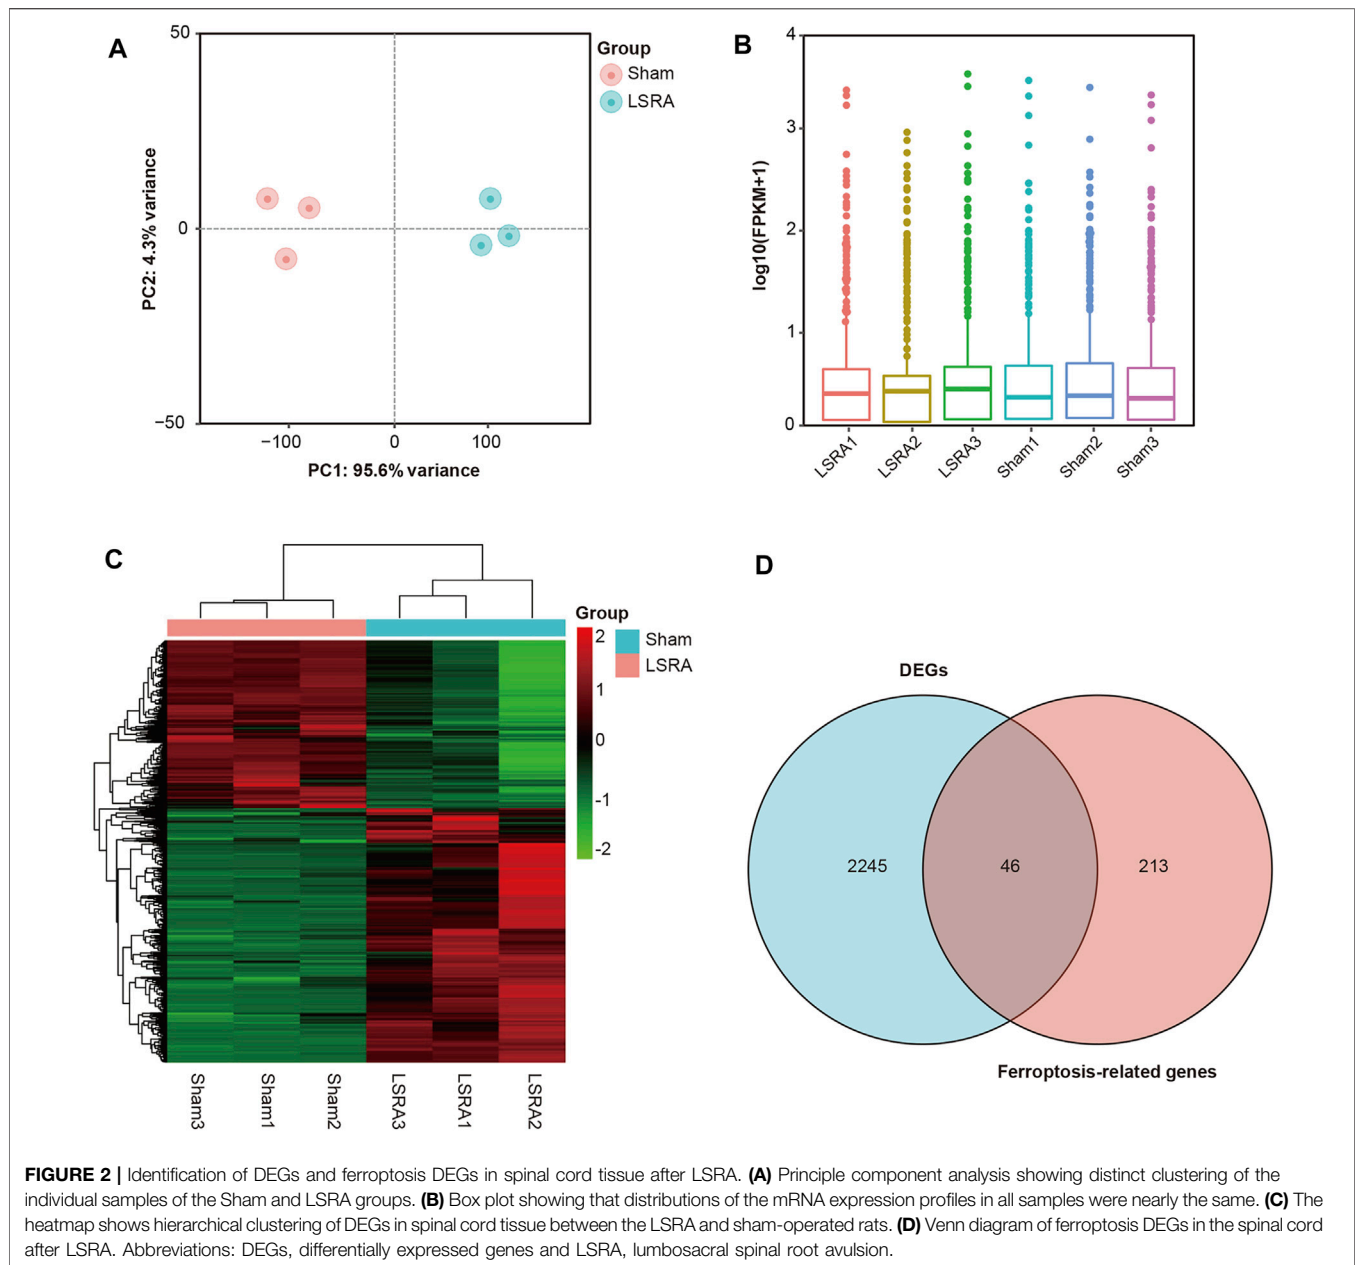 A
50
0
−50
PC2: 4.3% variance
−100
0
100
PC1: 95.6% variance
Group
Sham
LSRA
B
4
3
2
1
0
log10(FPKM+1)
LSRA1
LSRA2
LSRA3
Sham1
Sham2
Sham3
C
Group
2
1
0
-1
-2
Sham
LSRA
Sham3
Sham1
Sham2
LSRA3
LSRA1
LSRA2
D
DEGs
2245
46
213
Ferroptosis-related genes
FIGURE 2 | Identification of DEGs and ferroptosis DEGs in spinal cord tissue after LSRA. (A) Principle component analysis showing distinct clustering of the
individual samples of the Sham and LSRA groups. (B) Box plot showing that distributions of the mRNA expression profiles in all samples were nearly the same. (C) The
heatmap shows hierarchical clustering of DEGs in spinal cord tissue between the LSRA and sham-operated rats. (D) Venn diagram of ferroptosis DEGs in the spinal cord
after LSRA. Abbreviations: DEGs, differentially expressed genes and LSRA, lumbosacral spinal root avulsion.